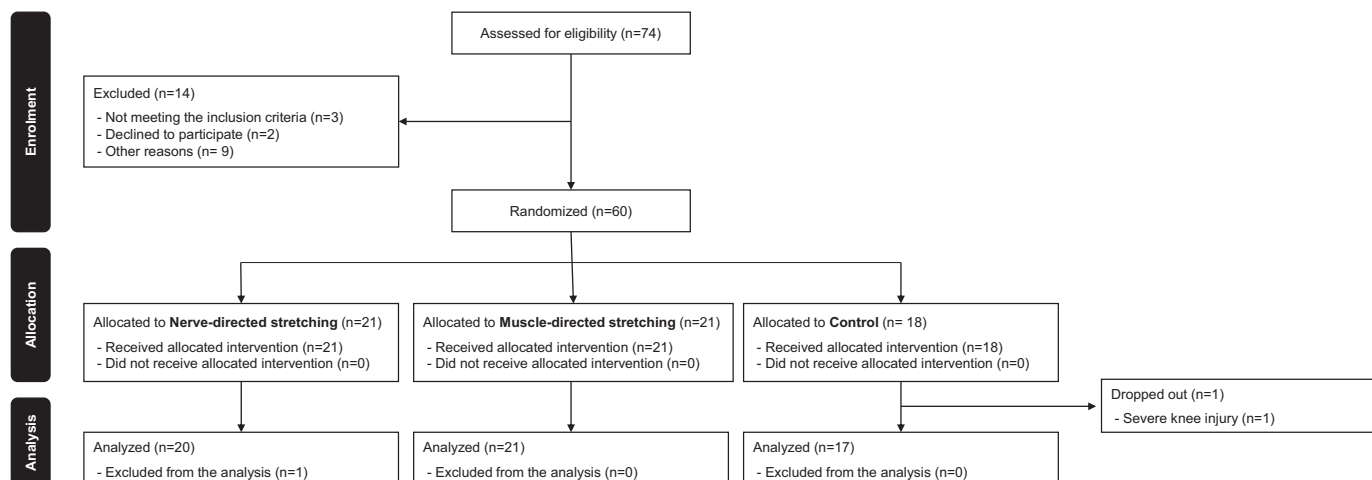 Enrolment
Assessed for eligibility (n=74)
Excluded (n=14)
- Not meeting the inclusion criteria (n=3)
- Declined to participate (n=2)
- Other reasons (n= 9)
Randomized (n=60)
Allocation
Allocated to Nerve-directed stretching (n=21)
- Received allocated intervention (n=21)
- Did not receive allocated intervention (n=0)
Allocated to Muscle-directed stretching (n=21)
- Received allocated intervention (n=21)
- Did not receive allocated intervention (n=0)
Allocated to Control (n= 18)
- Received allocated intervention (n=18)
- Did not receive allocated intervention (n=0)
Dropped out (n=1)
- Severe knee injury (n=1)
Analysis
Analyzed (n=20)
- Excluded from the analysis (n=1)
Analyzed (n=21)
- Excluded from the analysis (n=0)
Analyzed (n=17)
- Excluded from the analysis (n=0)